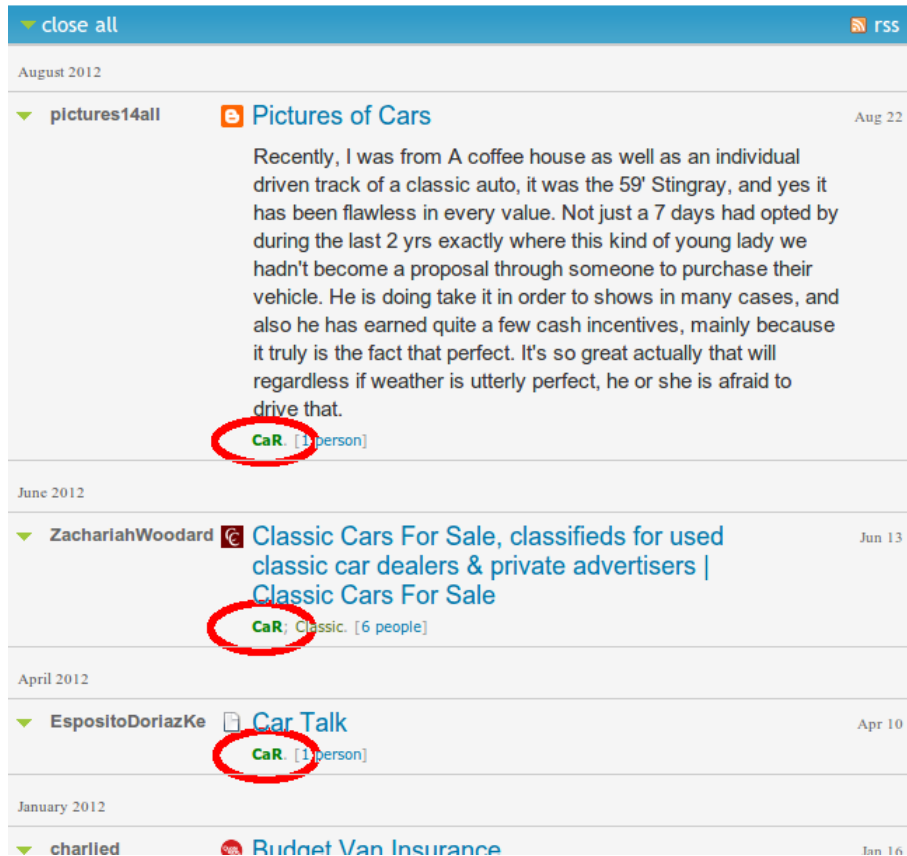 close all rss
August 2012
pictures14all Pictures of Cars Aug 22
Recently, I was from A coffee house as well as an individual
driven track of a classic auto, it was the 59' Stingray, and yes it
has been flawless in every value. Not just a 7 days had opted by
during the last 2 yrs exactly where this kind of young lady we
hadn't become a proposal through someone to purchase their
vehicle. He is doing take it in order to shows in many cases, and
also he has earned quite a few cash incentives, mainly because
it truly is the fact that perfect. It's so great actually that will
regardless if weather is utterly perfect, he or she is afraid to
drive that.
CaR. [1 person]
June 2012
ZachariahWoodard CC Classic Cars For Sale, classifieds for used Jun 13
classic car dealers & private advertisers |
Classic Cars For Sale
CaR; Classic. [6 people]
April 2012
EspositoDoriazKe Car Talk Apr 10
CaR. [1 person]
January 2012
charlied Budget Van Insurance Jan 16